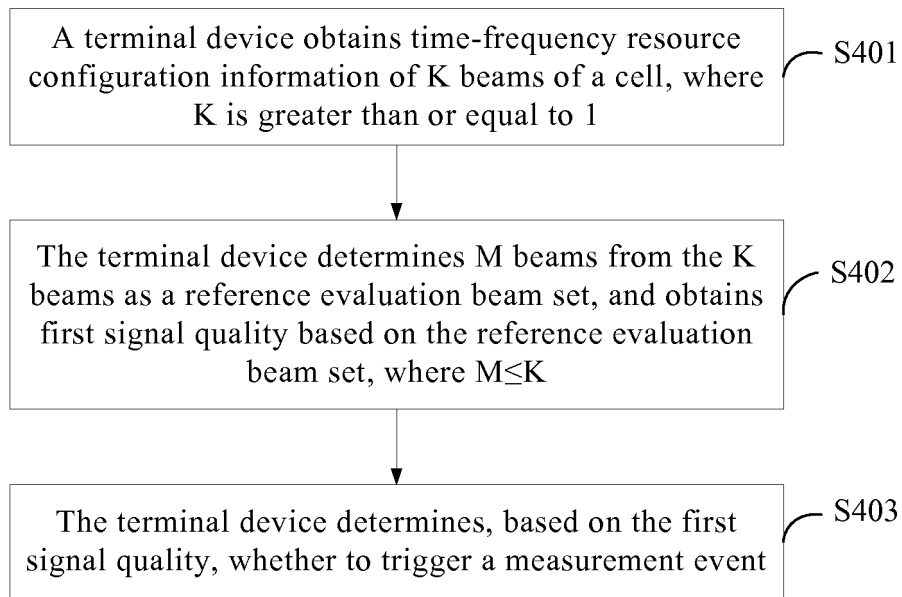 A terminal device obtains time-frequency resource
configuration information of K beams of a cell, where
K is greater than or equal to 1
S401
The terminal device determines M beams from the K
beams as a reference evaluation beam set, and obtains
first signal quality based on the reference evaluation
beam set, where M≤K
S402
The terminal device determines, based on the first
signal quality, whether to trigger a measurement event
S403